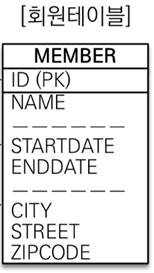 [회원테이블]
MEMBER
ID (PK)
NAME
STARTDATE
ENDDATE
CITY
STREET
ZIPCODE